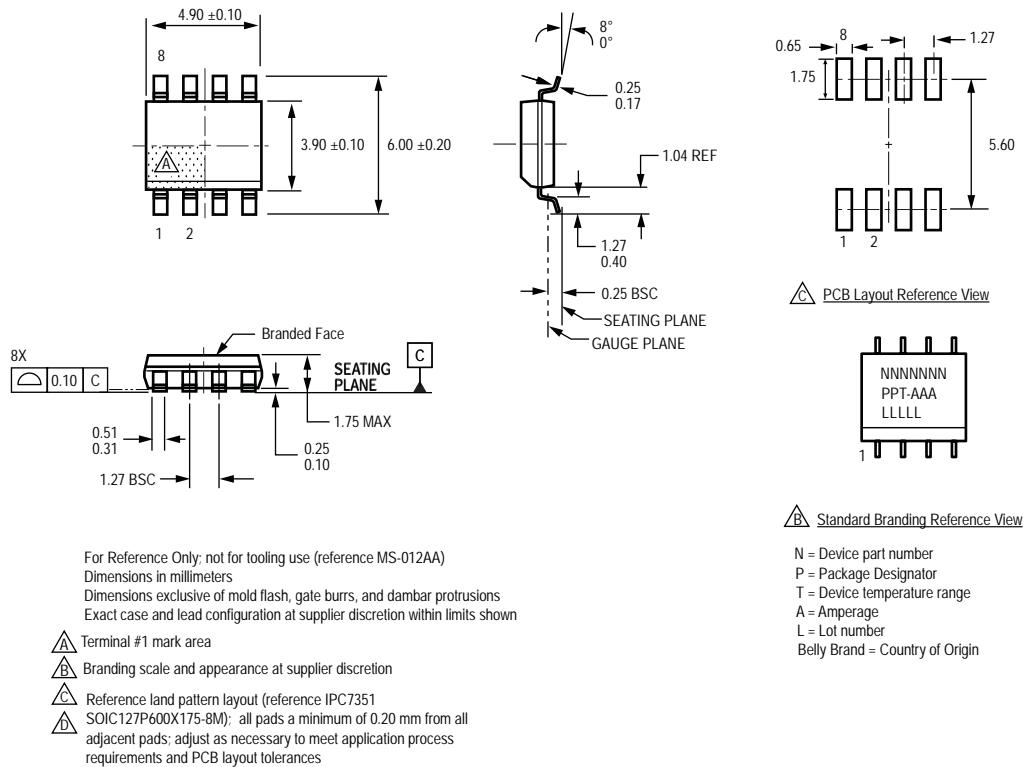 4.90 ±0.10
8
3.90 ±0.10
6.00 ±0.20
A
1 2
8°
0°
0.25
0.17
1.04 REF
1.27
0.40
0.25 BSC
SEATING PLANE
GAUGE PLANE
0.65
8
1.27
1.75
5.60
1 2
C PCB Layout Reference View
Branded Face
8X
0.10 C
SEATING
PLANE
C
1.75 MAX
0.51
0.31
0.25
0.10
1.27 BSC
NNNNNNN
PPT-AAA
LLLLL
1
B Standard Branding Reference View
N = Device part number
P = Package Designator
T = Device temperature range
A = Amperage
L = Lot number
Belly Brand = Country of Origin
For Reference Only; not for tooling use (reference MS-012AA)
Dimensions in millimeters
Dimensions exclusive of mold flash, gate burrs, and dambar protrusions
Exact case and lead configuration at supplier discretion within limits shown
A Terminal #1 mark area
B Branding scale and appearance at supplier discretion
C Reference land pattern layout (reference IPC7351
D SOIC127P600X175-8M); all pads a minimum of 0.20 mm from all
adjacent pads; adjust as necessary to meet application process
requirements and PCB layout tolerances